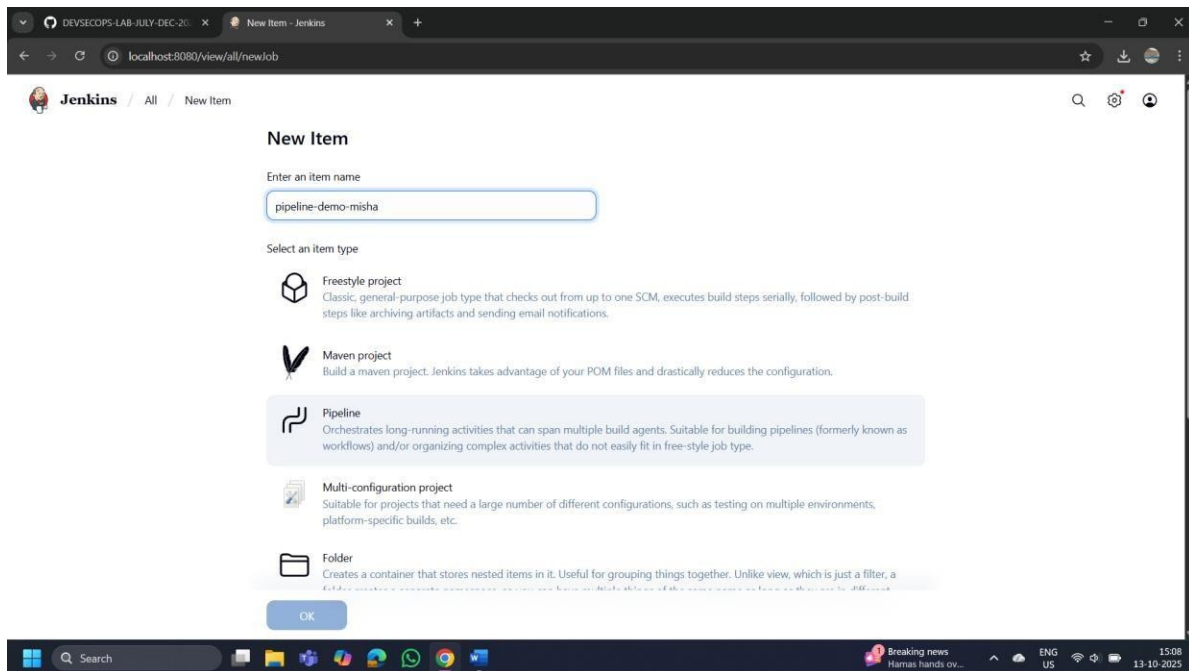 DEVSECOPS-LAB-JULY-DEC-20
New Item - Jenkins
localhost:8080/view/all/newJob
Jenkins / All / New Item
New Item
Enter an item name
pipeline-demo-misha
Select an item type
Freestyle project
Classic, general-purpose job type that checks out from up to one SCM, executes build steps serially, followed by post-build
steps like archiving artifacts and sending email notifications.
Maven project
Build a maven project. Jenkins takes advantage of your POM files and drastically reduces the configuration.
Pipeline
Orchestrates long-running activities that can span multiple build agents. Suitable for building pipelines (formerly known as
workflows) and/or organizing complex activities that do not easily fit in free-style job type.
Multi-configuration project
Suitable for projects that need a large number of different configurations, such as testing on multiple environments,
platform-specific builds, etc.
Folder
Creates a container that stores nested items in it. Useful for grouping things together. Unlike view, which is just a filter, a
OK
Search
1
Breaking news
Hamas hands ov...
ENG
US
15:08
13-10-2025